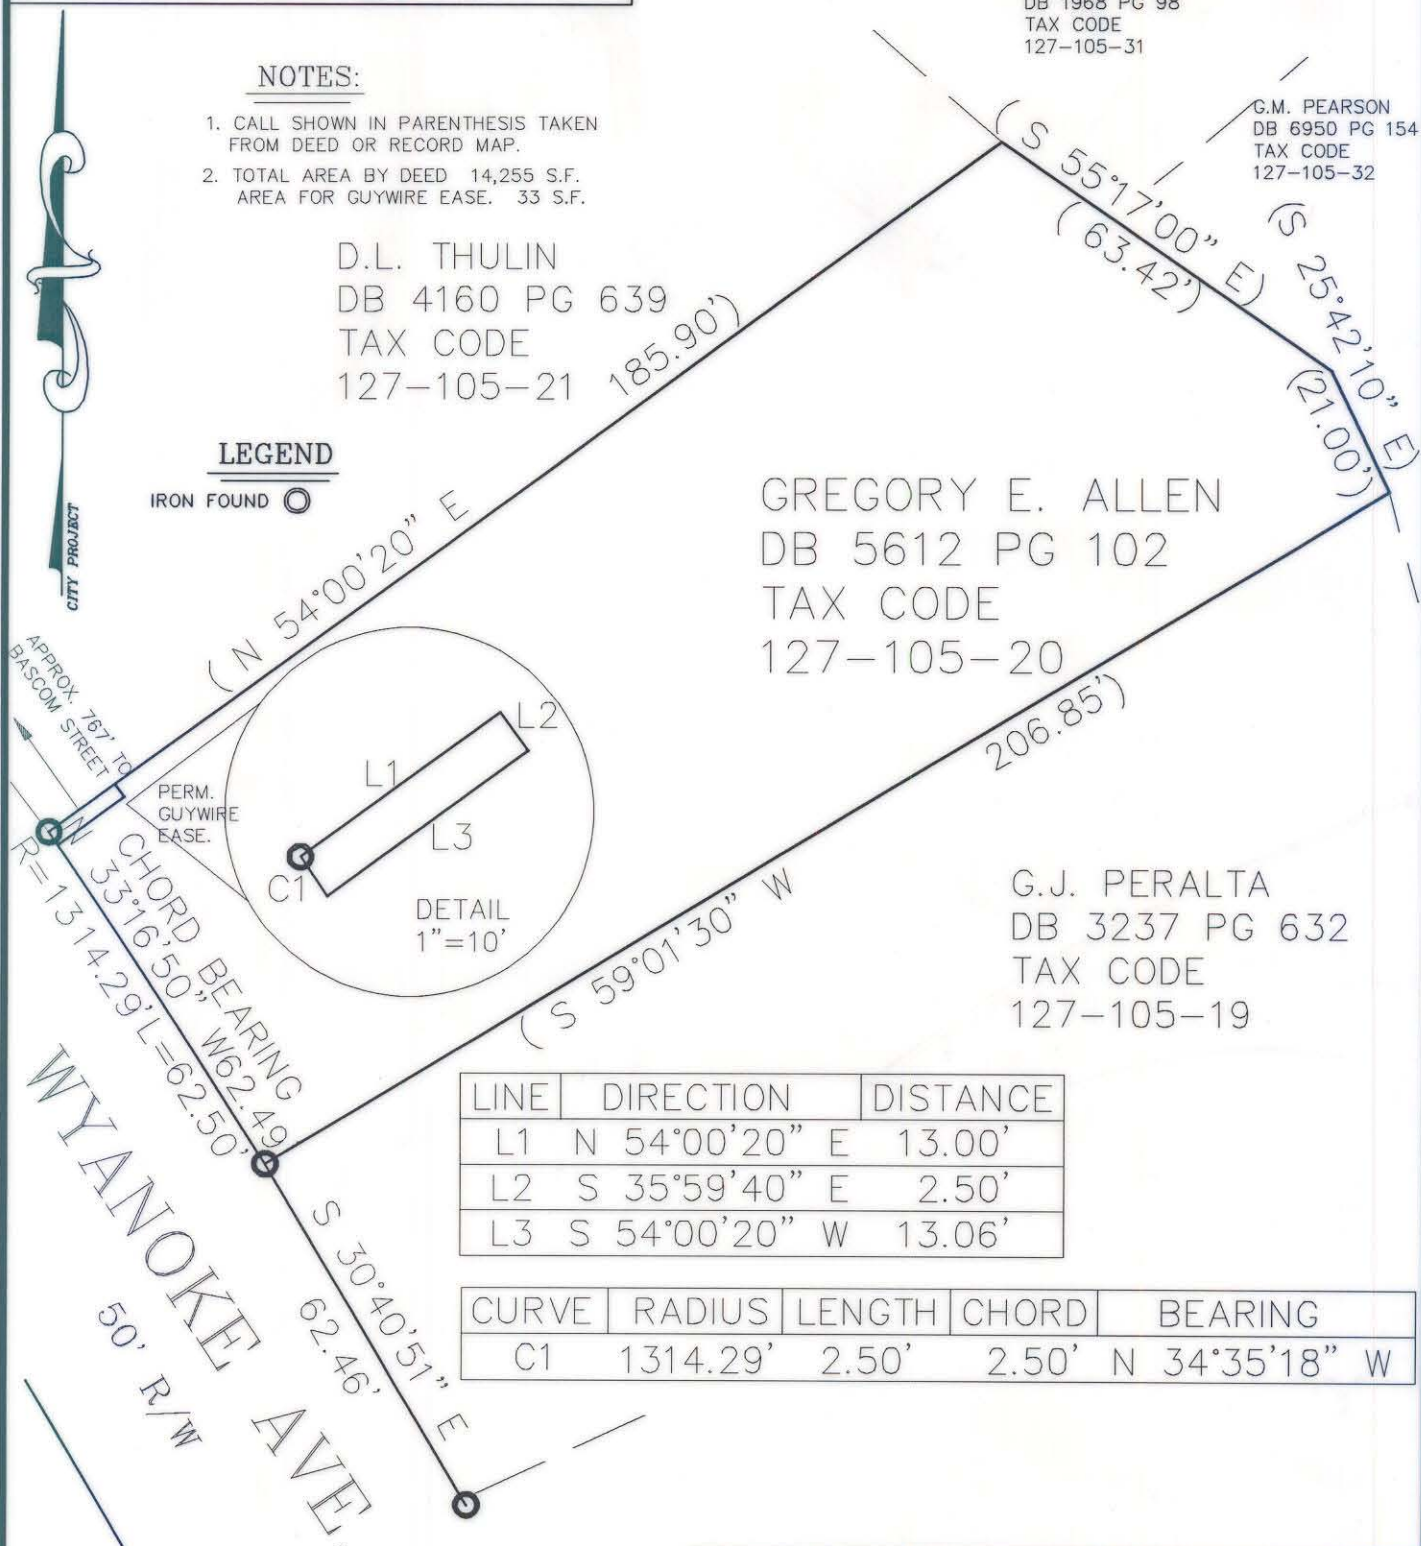 DB 1968 PG 98
TAX CODE
127-105-31
NOTES:
1. CALL SHOWN IN PARENTHESIS TAKEN
FROM DEED OR RECORD MAP.
2. TOTAL AREA BY DEED 14,255 S.F.
AREA FOR GUYWIRE EASE. 33 S.F.
G.M. PEARSON
DB 6950 PG 154
TAX CODE
127-105-32
(S 55°17'00" E)
(63.42')
(S 25°42'10" E)
(21.00')
D.L. THULIN
DB 4160 PG 639
TAX CODE
127-105-21
(N 54°00'20" E 185.90')
LEGEND
IRON FOUND
CITY PROJECT
GREGORY E. ALLEN
DB 5612 PG 102
TAX CODE
127-105-20
APPROX. 767' TO
BASCOM STREET
PERM.
GUYWIRE
EASE.
L1
L2
L3
C1
DETAIL
1"=10'
CHORD BEARING
N 33°16'50" W 62.49
R=1314.29' L=62.50'
(S 59°01'30" W 206.85')
G.J. PERALTA
DB 3237 PG 632
TAX CODE
127-105-19
LINE DIRECTION DISTANCE
L1 N 54°00'20" E 13.00'
L2 S 35°59'40" E 2.50'
L3 S 54°00'20" W 13.06'
CURVE RADIUS LENGTH CHORD BEARING
C1 1314.29' 2.50' 2.50' N 34°35'18" W
S 30°40'51" E
62.46'
WYANOKE AVE.
50' R/W